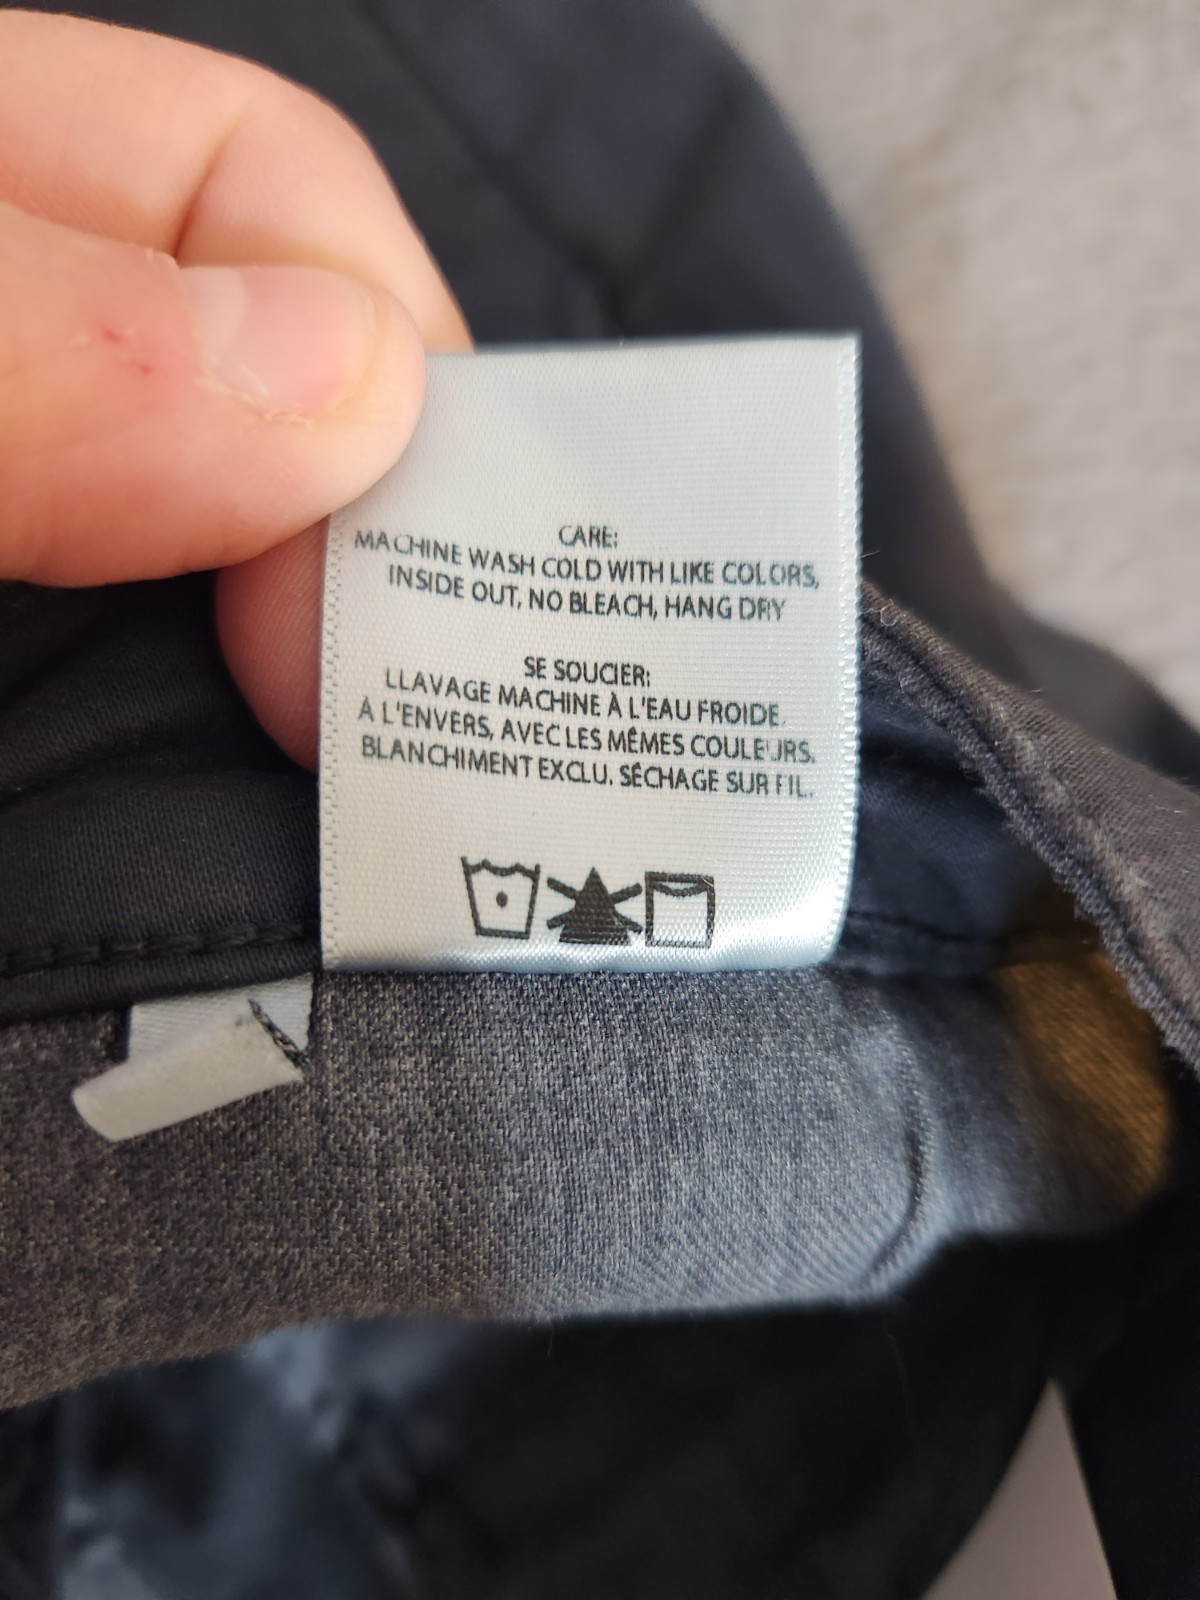 CARE:
MACHINE WASH COLD WITH LIKE COLORS,
INSIDE OUT, NO BLEACH, HANG DRY
SE SOUCIER:
LLAVAGE MACHINE À L'EAU FROIDE.
À L'ENVERS, AVEC LES MÊMES COULEURS.
BLANCHIMENT EXCLU. SÉCHAGE SUR FIL.